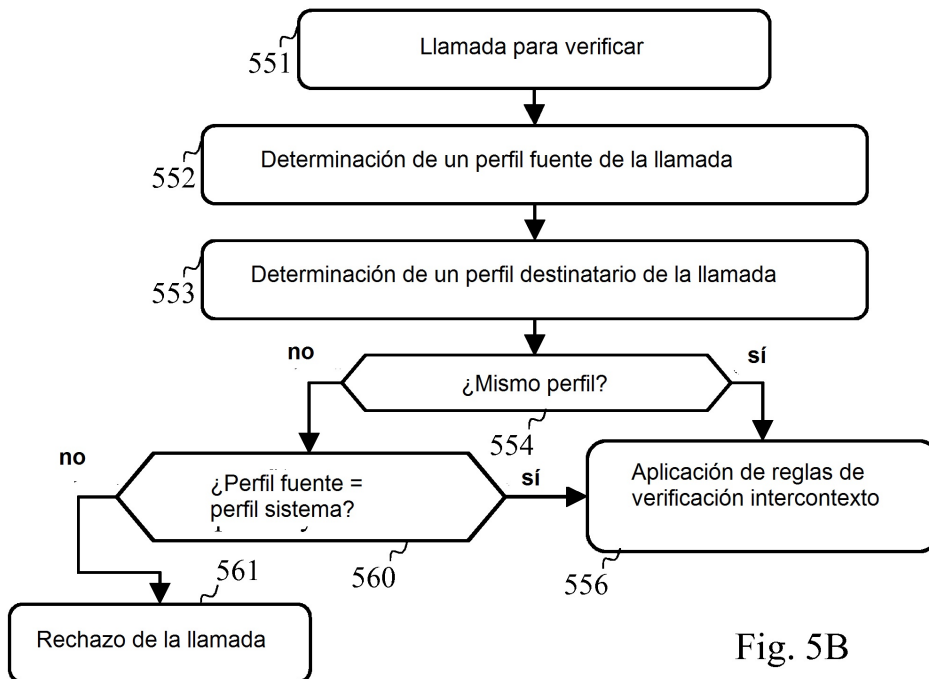 551
Llamada para verificar
552
Determinación de un perfil fuente de la llamada
553
Determinación de un perfil destinatario de la llamada
no
sí
¿Mismo perfil?
554
no
¿Perfil fuente =
perfil sistema?
sí
560
Aplicación de reglas de
verificación intercontexto
556
561
Rechazo de la llamada
Fig. 5B